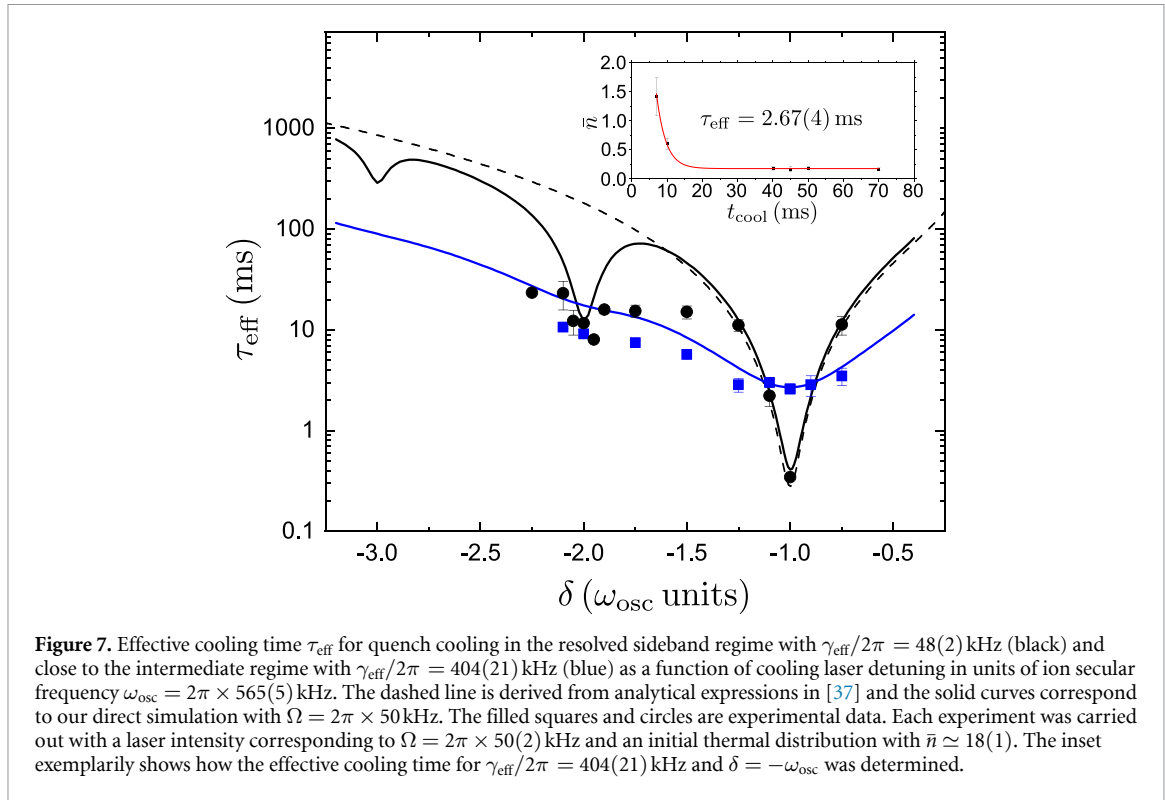 2.0
1.5
1.0
0.5
0.0
n̄
τeff = 2.67(4) ms
0 10 20 30 40 50 60 70 80
tcool (ms)
1000
100
10
1
0.1
τeff (ms)
-3.0 -2.5 -2.0 -1.5 -1.0 -0.5
δ (ωosc units)
Figure 7. Effective cooling time τeff for quench cooling in the resolved sideband regime with γeff/2π = 48(2) kHz (black) and
close to the intermediate regime with γeff/2π = 404(21) kHz (blue) as a function of cooling laser detuning in units of ion secular
frequency ωosc = 2π × 565(5) kHz. The dashed line is derived from analytical expressions in [37] and the solid curves correspond
to our direct simulation with Ω = 2π × 50 kHz. The filled squares and circles are experimental data. Each experiment was carried
out with a laser intensity corresponding to Ω = 2π × 50(2) kHz and an initial thermal distribution with n̄ ≃ 18(1). The inset
exemplarily shows how the effective cooling time for γeff/2π = 404(21) kHz and δ = −ωosc was determined.